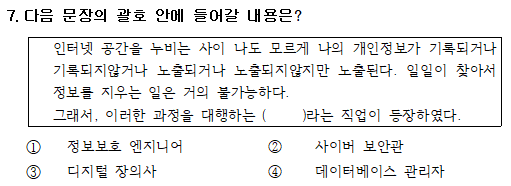 7. 다음 문장의 괄호 안에 들어갈 내용은?
인터넷 공간을 누비는 사이 나도 모르게 나의 개인정보가 기록되거나
기록되지않거나 노출되거나 노출되지않지만 노출된다. 일일이 찾아서
정보를 지우는 일은 거의 불가능하다.
그래서, 이러한 과정을 대행하는 (      )라는 직업이 등장하였다.
① 정보보호 엔지니어 ② 사이버 보안관
③ 디지털 장의사 ④ 데이터베이스 관리자